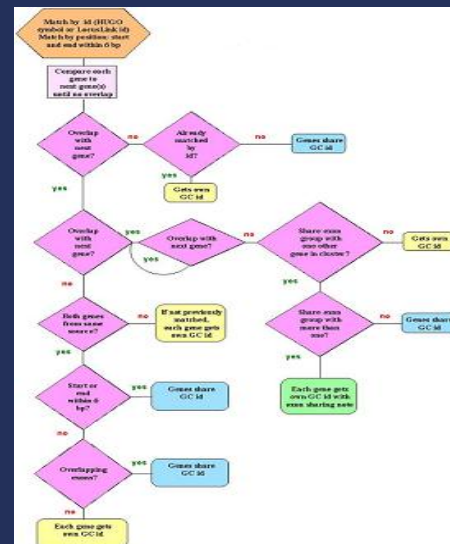 Match by id (HUGO
symbol or LocusLink id)
Match by position: start
and end within 6 bp
Compare each
gene to
next gene(s)
until no overlap
Overlap
with
next
gene?
no
Already
matched
by
id?
no
Genes share
GC id
yes
yes
Gets own
GC id
Overlap
with
next
gene?
yes
Overlap with
next gene?
yes
no
Share exon
group with
one other
gene in cluster?
no
Gets own
GC id
no
yes
Both genes
from same
source?
no
If not previously
matched,
each gene gets
own GC id
Share exon
group with
more than
one?
no
Genes share
GC id
yes
yes
Start or
end
within 6
bp?
yes
Genes share
GC id
Each gene gets
own GC id with
exon sharing note
no
Overlapping
exons?
yes
Genes share
GC id
no
Each gene gets
own GC id